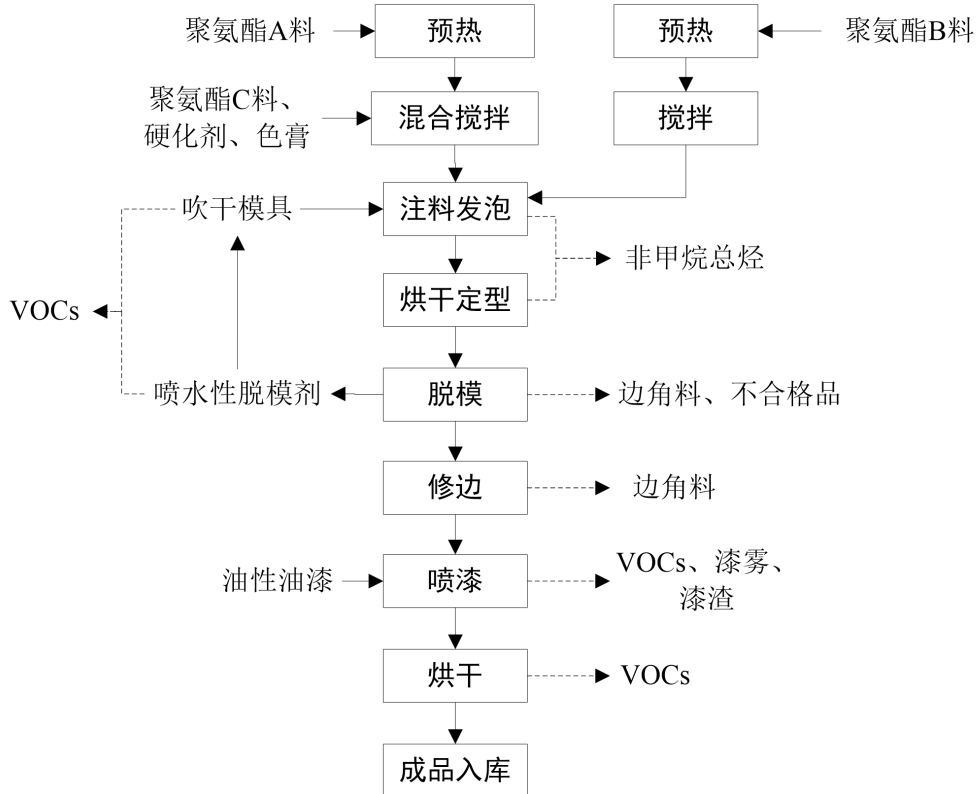 聚氨酯A料
预热
预热
聚氨酯B料
聚氨酯C料、
硬化剂、色膏
混合搅拌
搅拌
吹干模具
注料发泡
非甲烷总烃
VOCs
烘干定型
喷水性脱模剂
脱模
边角料、不合格品
修边
边角料
油性油漆
喷漆
VOCs、漆雾、
漆渣
烘干
VOCs
成品入库